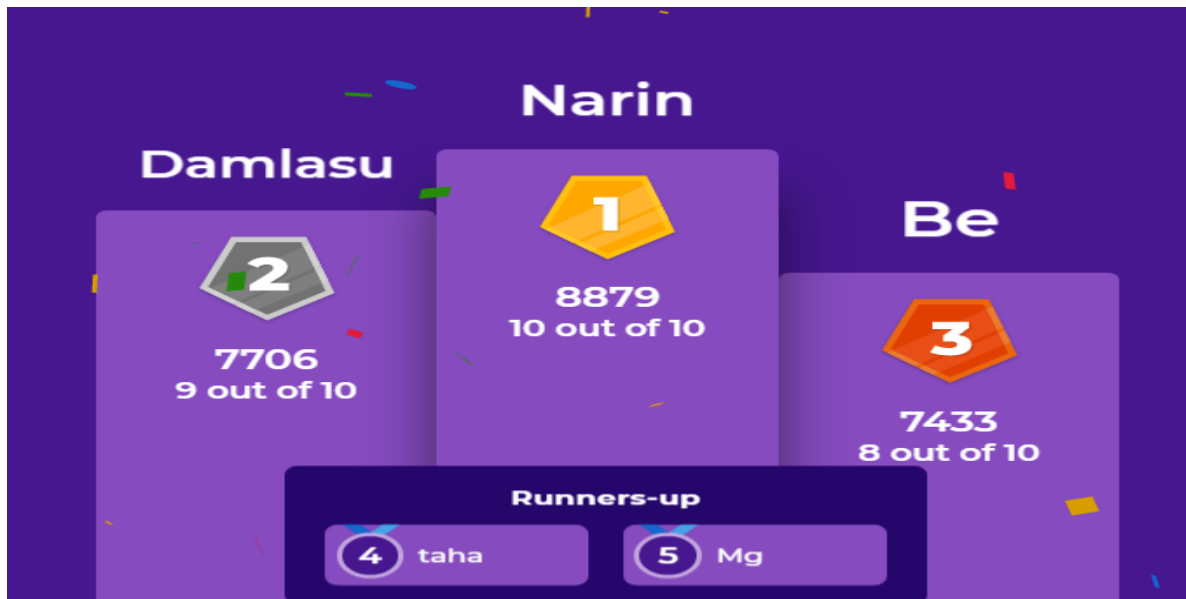 Narin
1
8879
10 out of 10
Damlasu
2
7706
9 out of 10
Be
3
7433
8 out of 10
Runners-up
4 taha
5 Mg